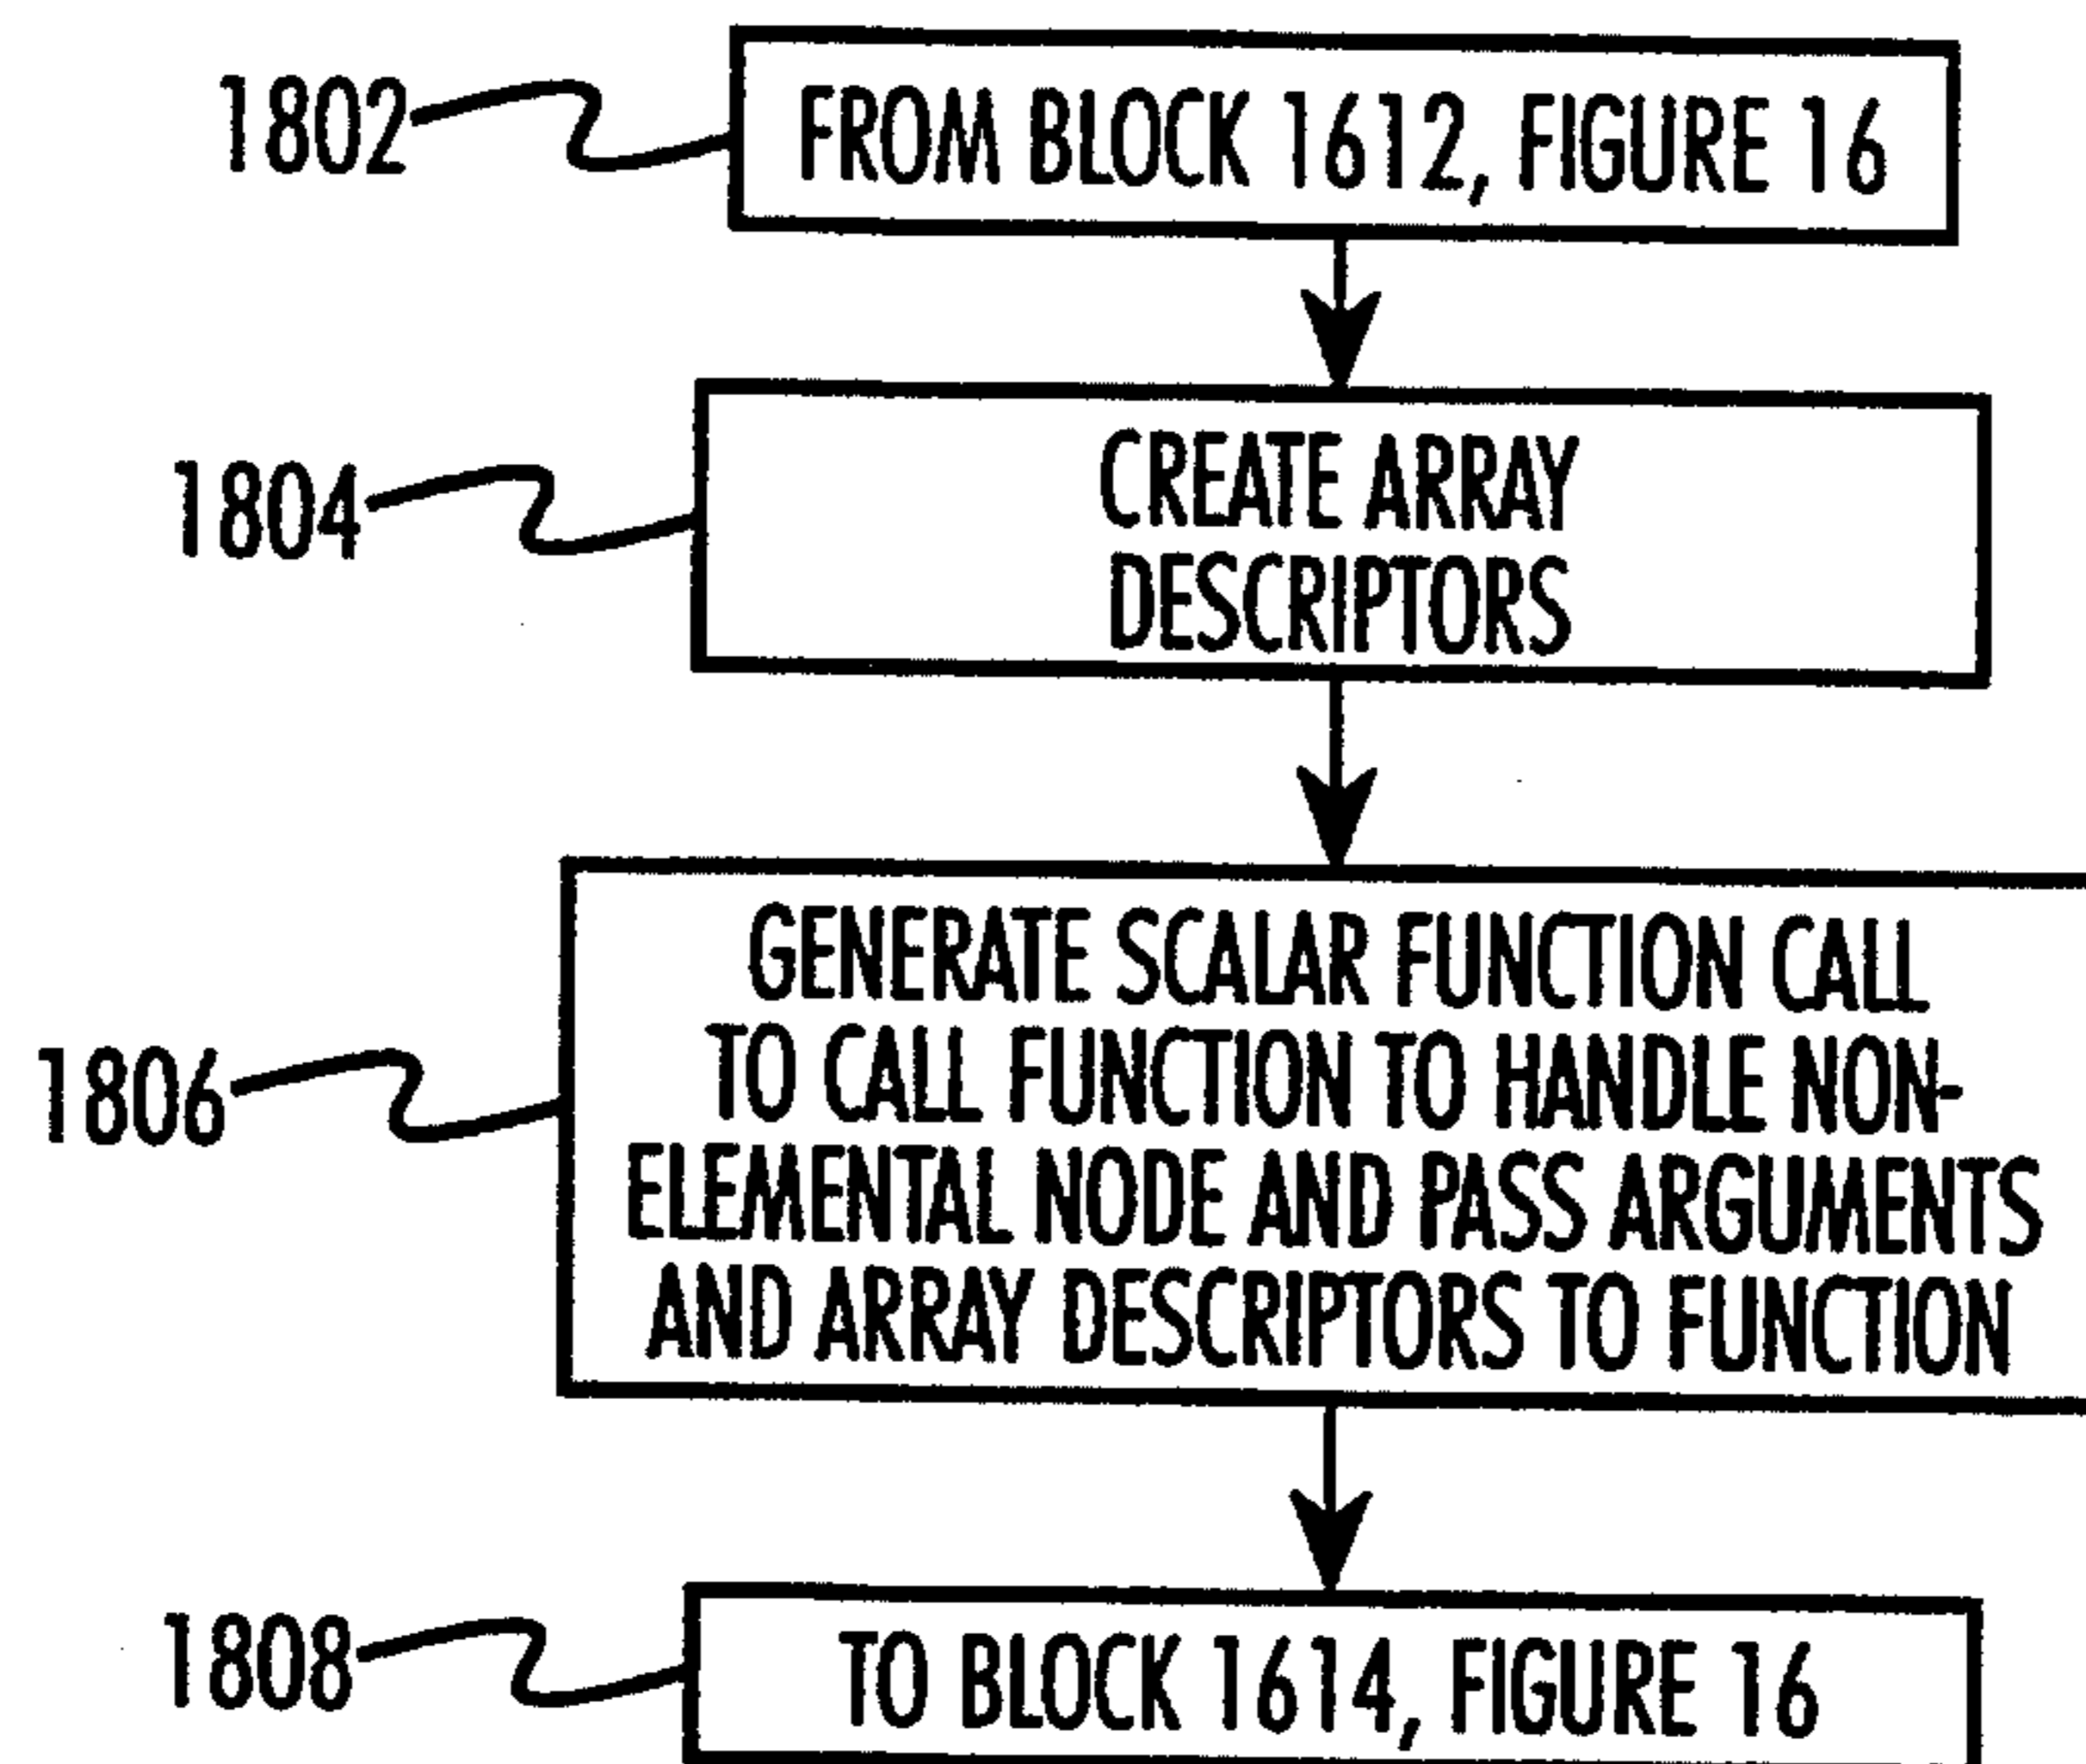 1802
FROM BLOCK 1612, FIGURE 16
1804
CREATE ARRAY
DESCRIPTORS
1806
GENERATE SCALAR FUNCTION CALL
TO CALL FUNCTION TO HANDLE NON-
ELEMENTAL NODE AND PASS ARGUMENTS
AND ARRAY DESCRIPTORS TO FUNCTION
1808
TO BLOCK 1614, FIGURE 16